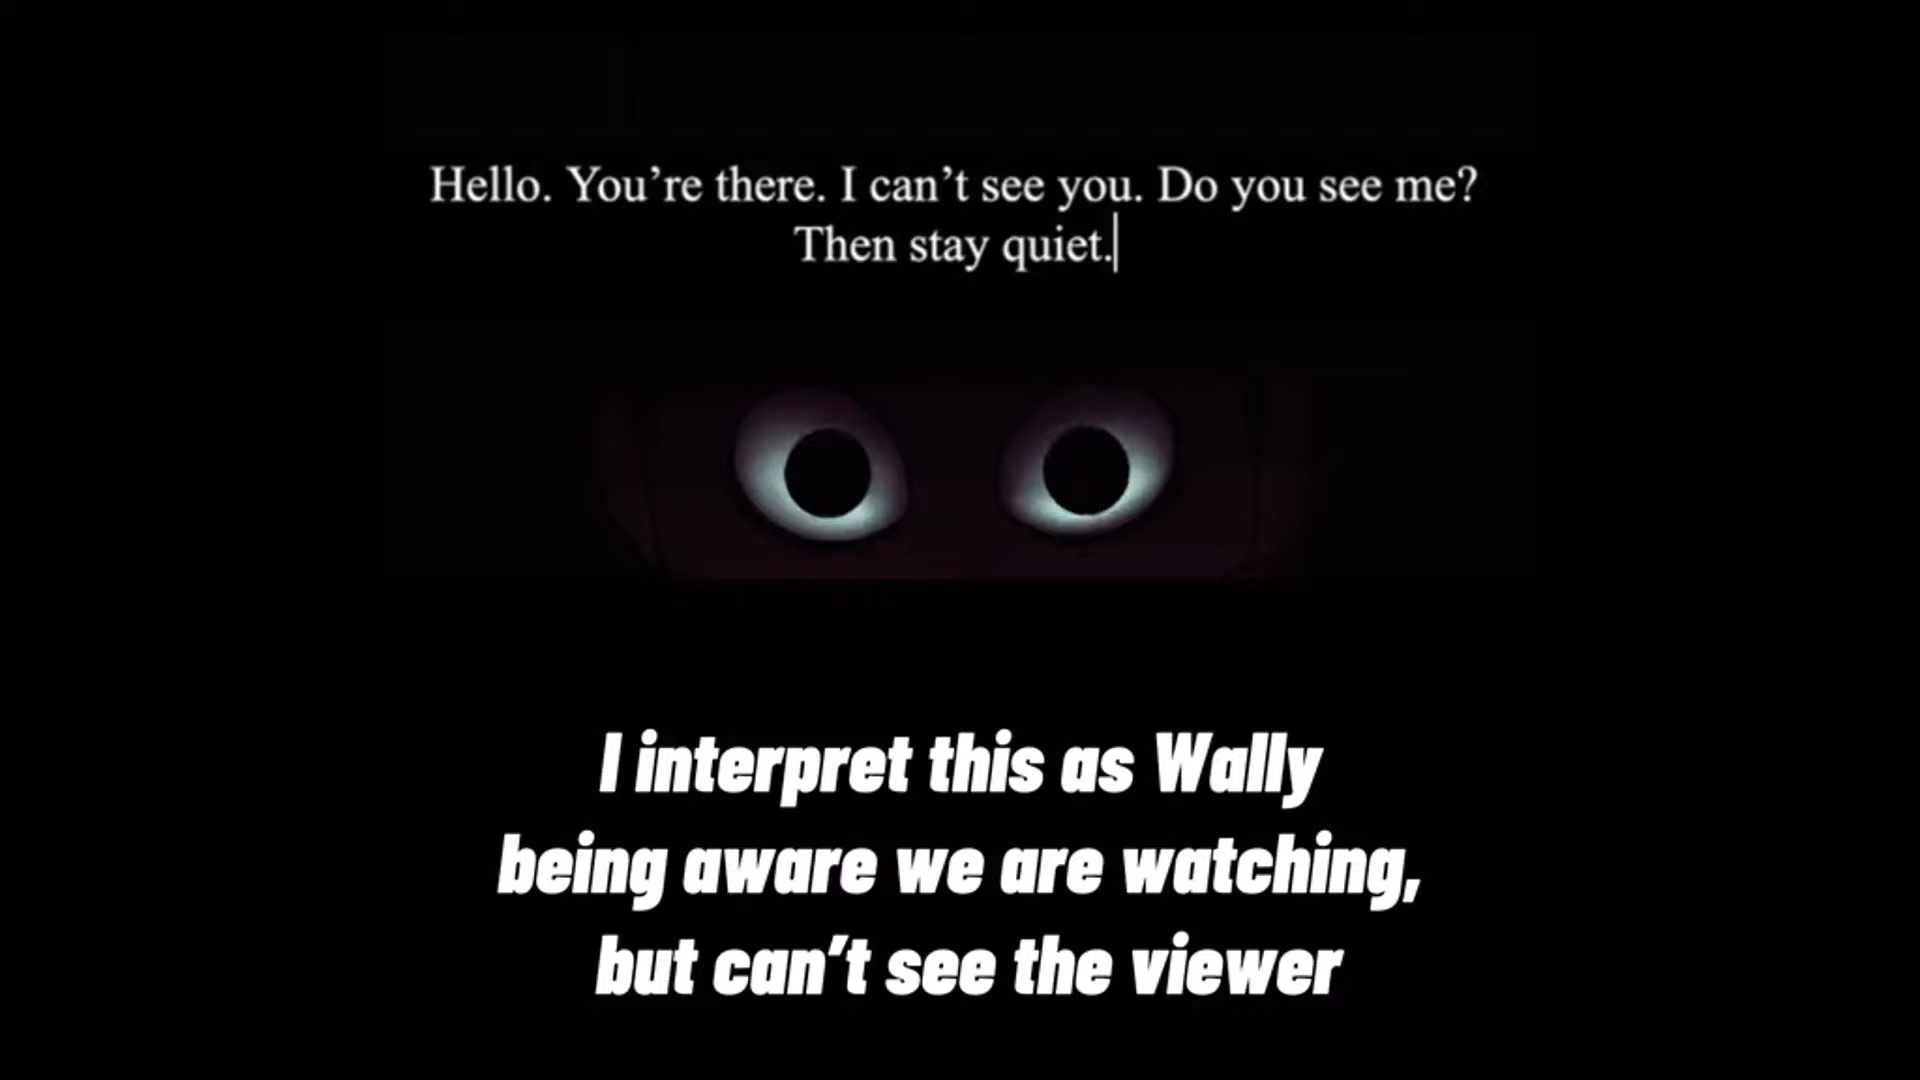 Hello. You’re there. I can’t see you. Do you see me?
Then stay quiet.
I interpret this as Wally
being aware we are watching,
but can’t see the viewer